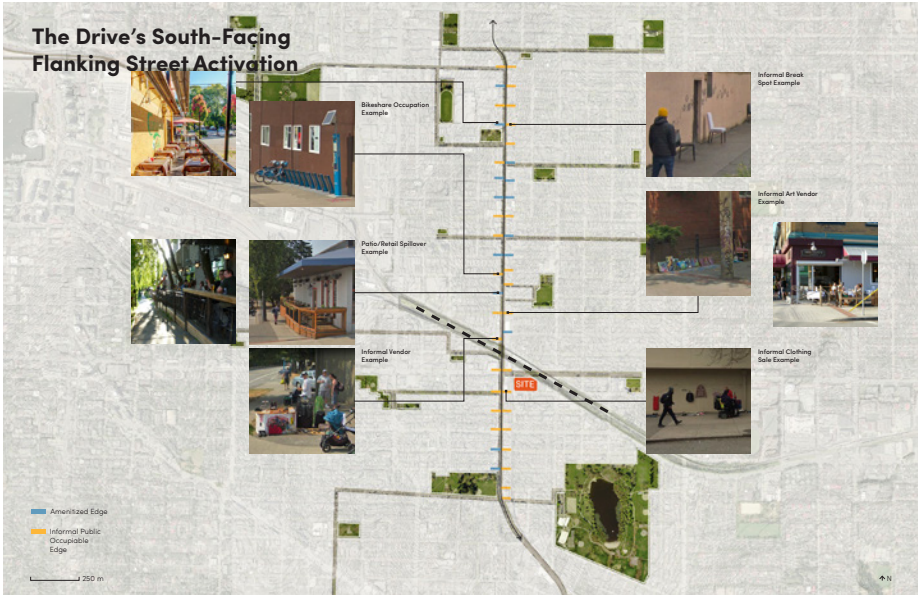 The Drive's South-Facing
Flanking Street Activation
Bikeshare Occupation
Example
Informal Break
Spot Example
Informal Art Vendor
Example
Patio/Retail Spillover
Example
Informal Vendor
Example
Informal Clothing
Sale Example
SITE
Amenitized Edge
Informal Public
Occupiable
Edge
250 m
N